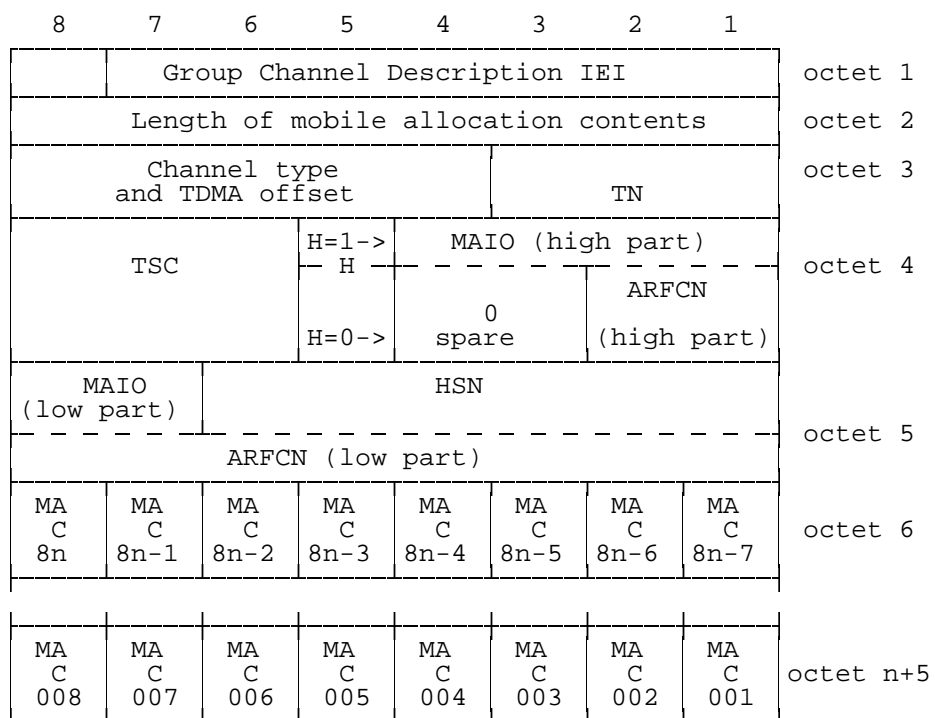 8 7 6 5 4 3 2 1
Group Channel Description IEI octet 1
Length of mobile allocation contents octet 2
Channel type octet 3
and TDMA offset TN
H=1-> MAIO (high part)
TSC H octet 4
ARFCN
0
H=0-> spare (high part)
MAIO HSN
(low part)
octet 5
ARFCN (low part)
MA MA MA MA MA MA MA MA
C C C C C C C C octet 6
8n 8n-1 8n-2 8n-3 8n-4 8n-5 8n-6 8n-7
MA MA MA MA MA MA MA MA
C C C C C C C C octet n+5
008 007 006 005 004 003 002 001